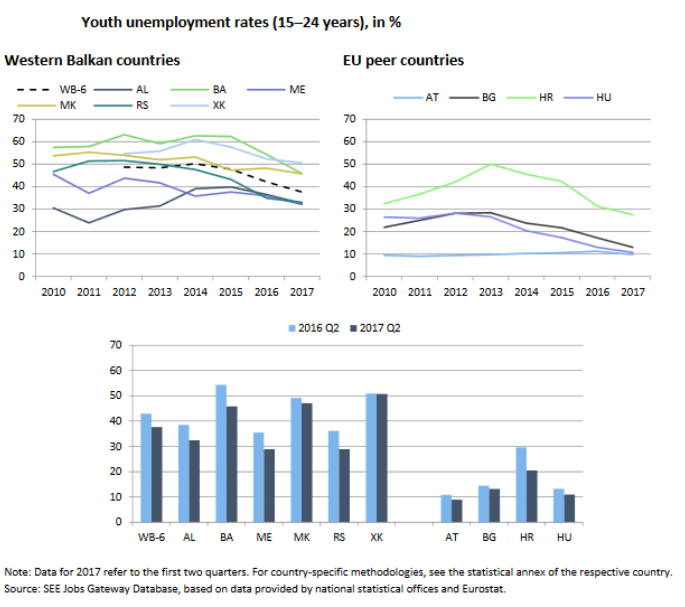 Youth unemployment rates (15–24 years), in %
Western Balkan countries
EU peer countries
WB-6 AL BA ME
MK RS XK
AT BG HR HU
70
60
50
40
30
20
10
0
2010 2011 2012 2013 2014 2015 2016 2017
70
60
50
40
30
20
10
0
2010 2011 2012 2013 2014 2015 2016 2017
2016 Q2 2017 Q2
70
60
50
40
30
20
10
0
WB-6 AL BA ME MK RS XK AT BG HR HU
Note: Data for 2017 refer to the first two quarters. For country-specific methodologies, see the statistical annex of the respective country.
Source: SEE Jobs Gateway Database, based on data provided by national statistical offices and Eurostat.